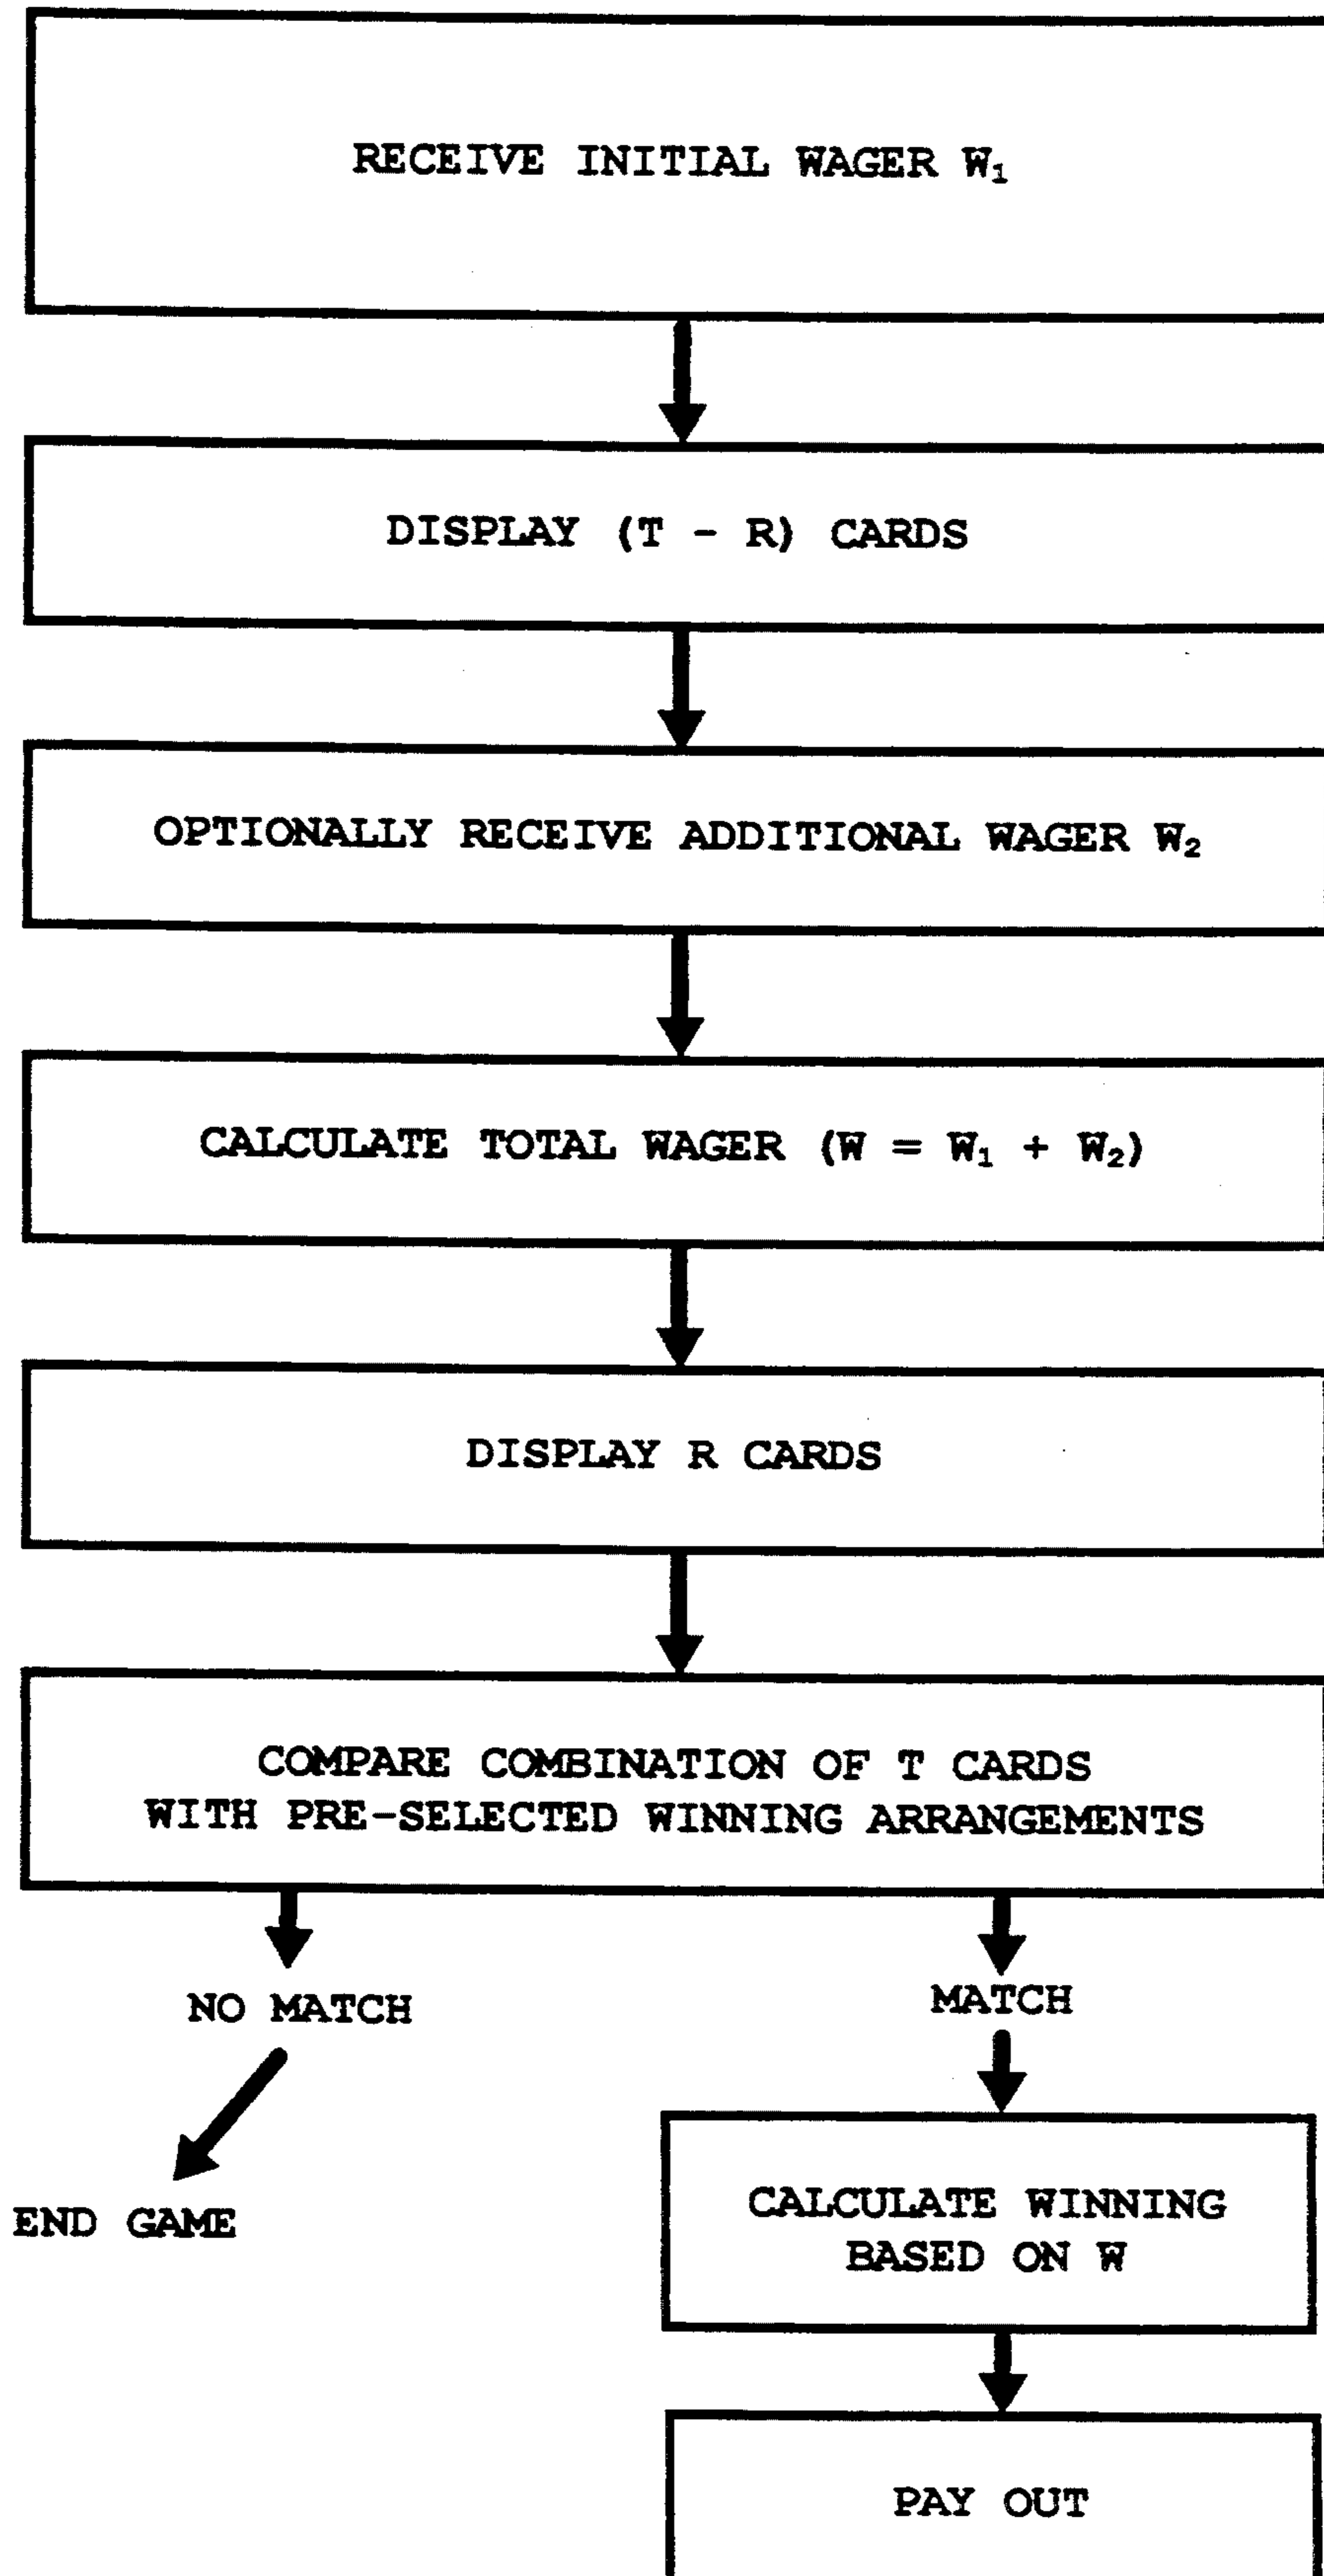 RECEIVE INITIAL WAGER W₁
DISPLAY (T - R) CARDS
OPTIONALLY RECEIVE ADDITIONAL WAGER W₂
CALCULATE TOTAL WAGER (W = W₁ + W₂)
DISPLAY R CARDS
COMPARE COMBINATION OF T CARDS
WITH PRE-SELECTED WINNING ARRANGEMENTS
NO MATCH
MATCH
END GAME
CALCULATE WINNING
BASED ON W
PAY OUT